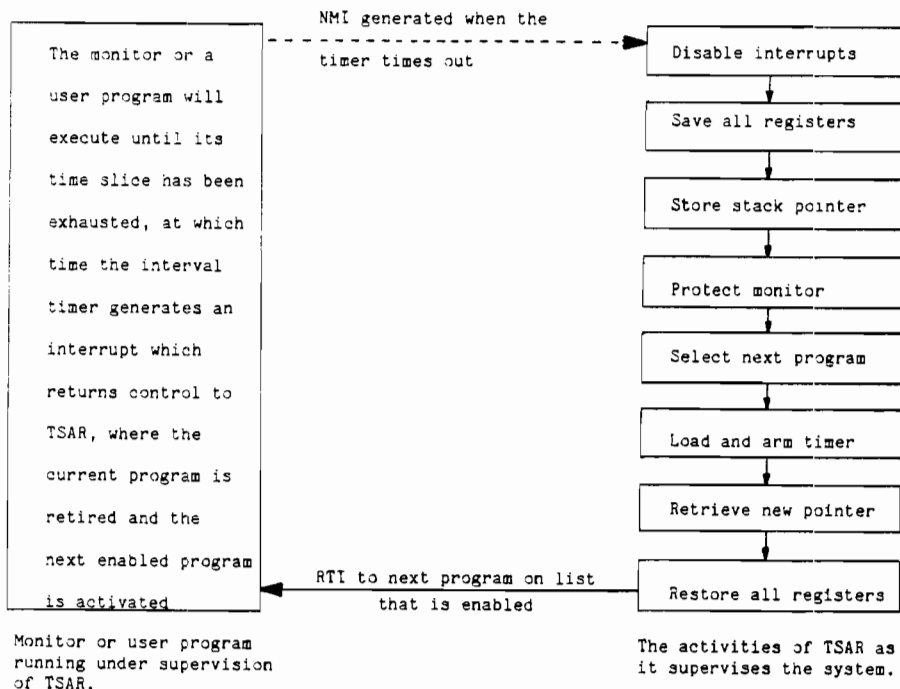 The monitor or a
user program will
execute until its
time slice has been
exhausted, at which
time the interval
timer generates an
interrupt which
returns control to
TSAR, where the
current program is
retired and the
next enabled program
is activated
Monitor or user program
running under supervision
of TSAR.
NMI generated when the
timer times out
Disable interrupts
Save all registers
Store stack pointer
Protect monitor
Select next program
Load and arm timer
Retrieve new pointer
Restore all registers
RTI to next program on list
that is enabled
The activities of TSAR as
it supervises the system.